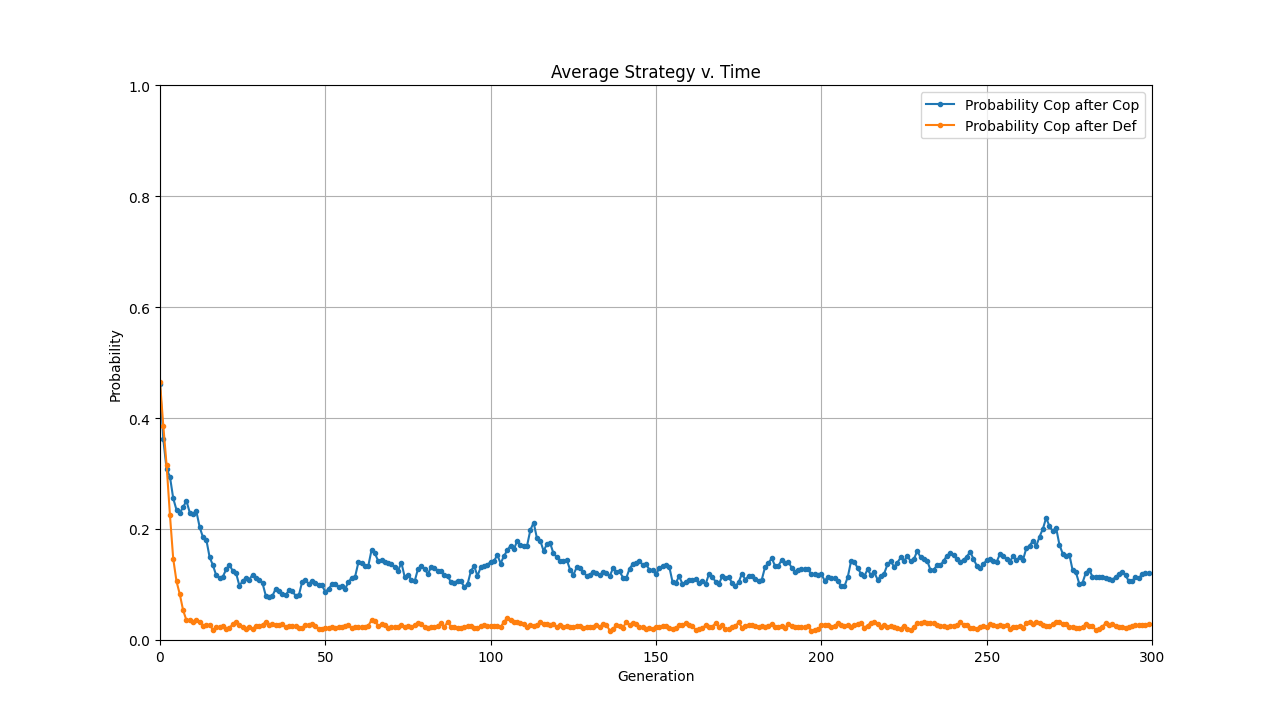 Average Strategy v. Time
Probability Cop after Cop
Probability Cop after Def
Probability
1.0
0.8
0.6
0.4
0.2
0.0
0 50 100 150 200 250 300
Generation